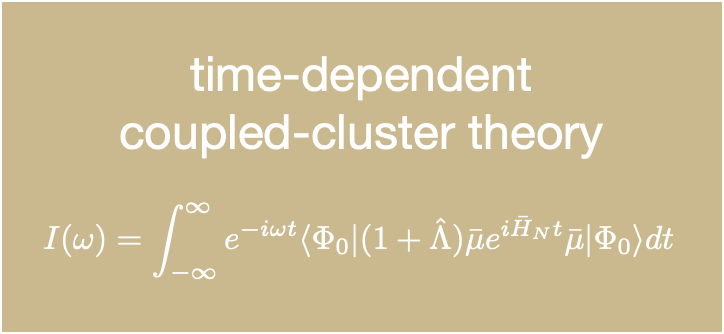 time-dependent
coupled-cluster theory
I(ω) = ∫_{-∞}^{∞} e^{-iωt}⟨Φ₀|(1 + Λ̂)μ̄e^{iH̄_N t}μ̄|Φ₀⟩dt